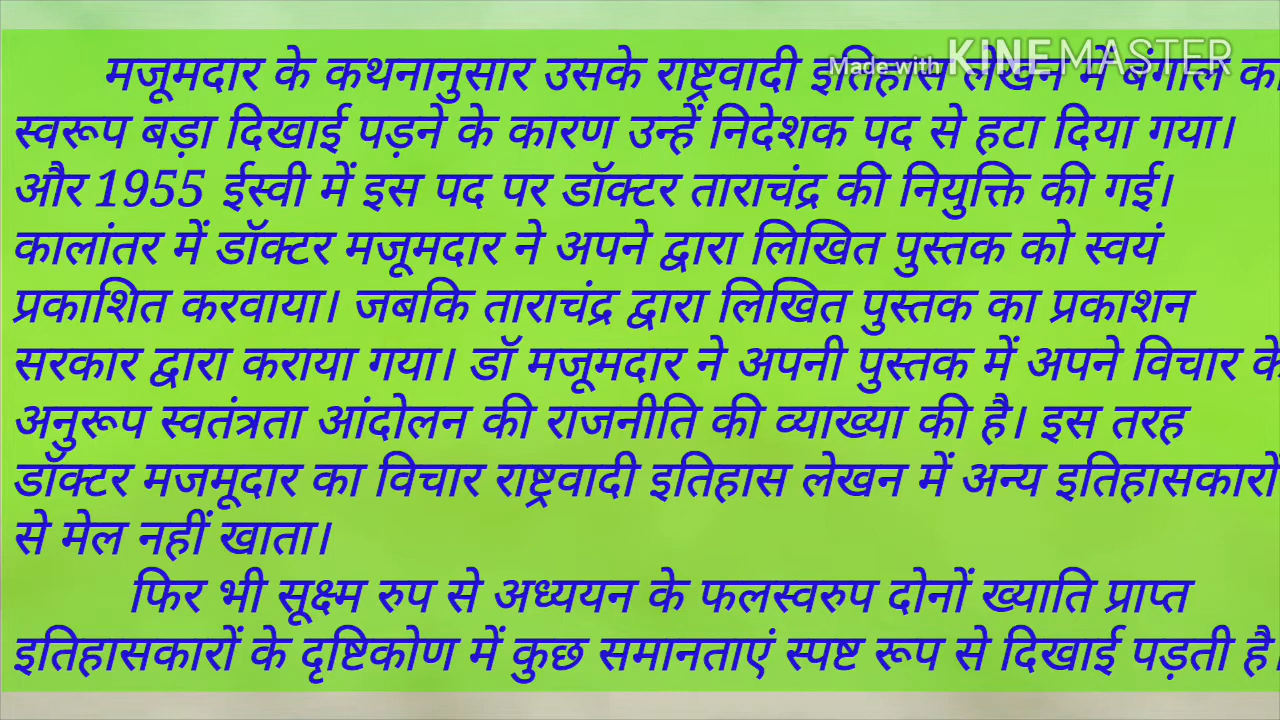 मजूमदार के कथनानुसार उसके राष्ट्रवादी इतिहास लेखन में बंगाल का
Made with KINEMASTER
स्वरूप बड़ा दिखाई पड़ने के कारण उन्हें निदेशक पद से हटा दिया गया।
और 1955 ईस्वी में इस पद पर डॉक्टर ताराचंद्र की नियुक्ति की गई।
कालांतर में डॉक्टर मजूमदार ने अपने द्वारा लिखित पुस्तक को स्वयं
प्रकाशित करवाया। जबकि ताराचंद्र द्वारा लिखित पुस्तक का प्रकाशन
सरकार द्वारा कराया गया। डॉ मजूमदार ने अपनी पुस्तक में अपने विचार के
अनुरूप स्वतंत्रता आंदोलन की राजनीति की व्याख्या की है। इस तरह
डॉक्टर मजमूदार का विचार राष्ट्रवादी इतिहास लेखन में अन्य इतिहासकारों
से मेल नहीं खाता।
फिर भी सूक्ष्म रुप से अध्ययन के फलस्वरुप दोनों ख्याति प्राप्त
इतिहासकारों के दृष्टिकोण में कुछ समानताएं स्पष्ट रूप से दिखाई पड़ती है।